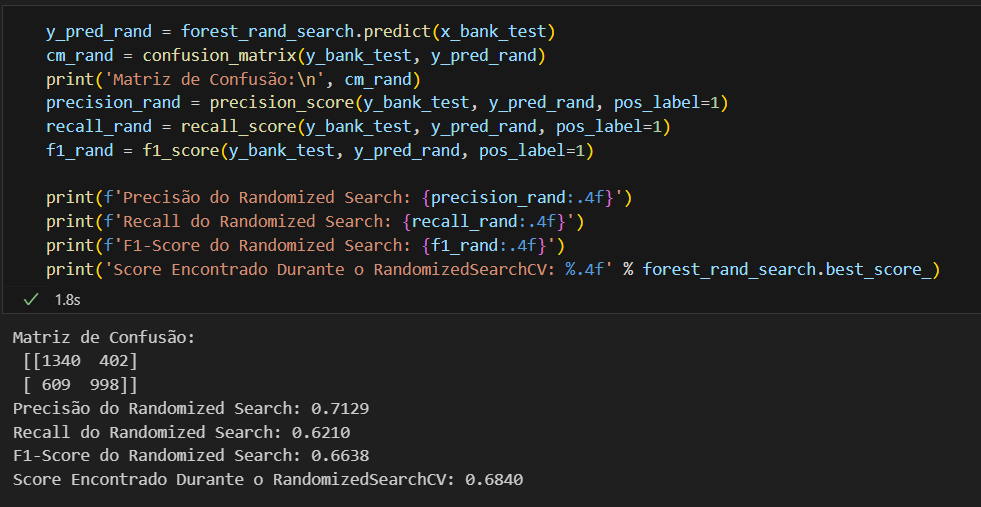 y_pred_rand = forest_rand_search.predict(x_bank_test)
cm_rand = confusion_matrix(y_bank_test, y_pred_rand)
print('Matriz de Confusão:\n', cm_rand)
precision_rand = precision_score(y_bank_test, y_pred_rand, pos_label=1)
recall_rand = recall_score(y_bank_test, y_pred_rand, pos_label=1)
f1_rand = f1_score(y_bank_test, y_pred_rand, pos_label=1)

print(f'Precisão do Randomized Search: {precision_rand:.4f}')
print(f'Recall do Randomized Search: {recall_rand:.4f}')
print(f'F1-Score do Randomized Search: {f1_rand:.4f}')
print('Score Encontrado Durante o RandomizedSearchCV: %.4f' % forest_rand_search.best_score_)
1.8s
Matriz de Confusão:
 [[1340  402]
 [ 609  998]]
Precisão do Randomized Search: 0.7129
Recall do Randomized Search: 0.6210
F1-Score do Randomized Search: 0.6638
Score Encontrado Durante o RandomizedSearchCV: 0.6840